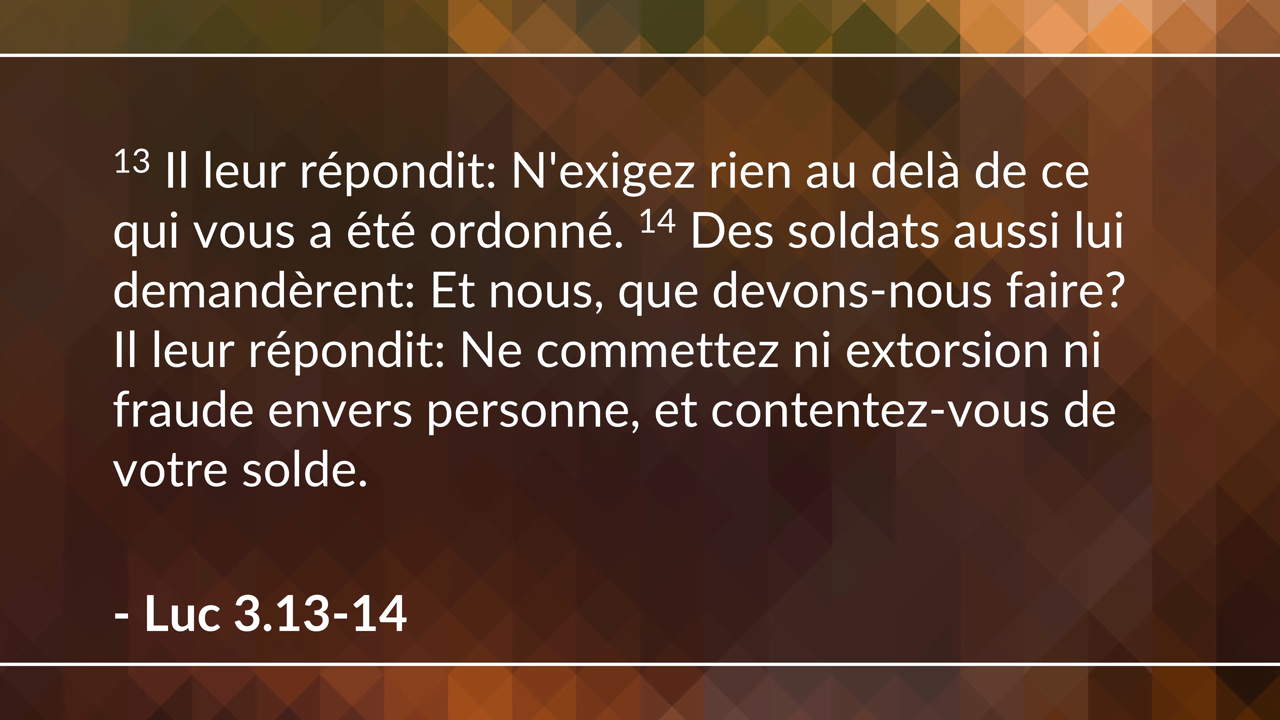 13 Il leur répondit: N'exigez rien au delà de ce
qui vous a été ordonné. 14 Des soldats aussi lui
demandèrent: Et nous, que devons-nous faire?
Il leur répondit: Ne commettez ni extorsion ni
fraude envers personne, et contentez-vous de
votre solde.
- Luc 3.13-14